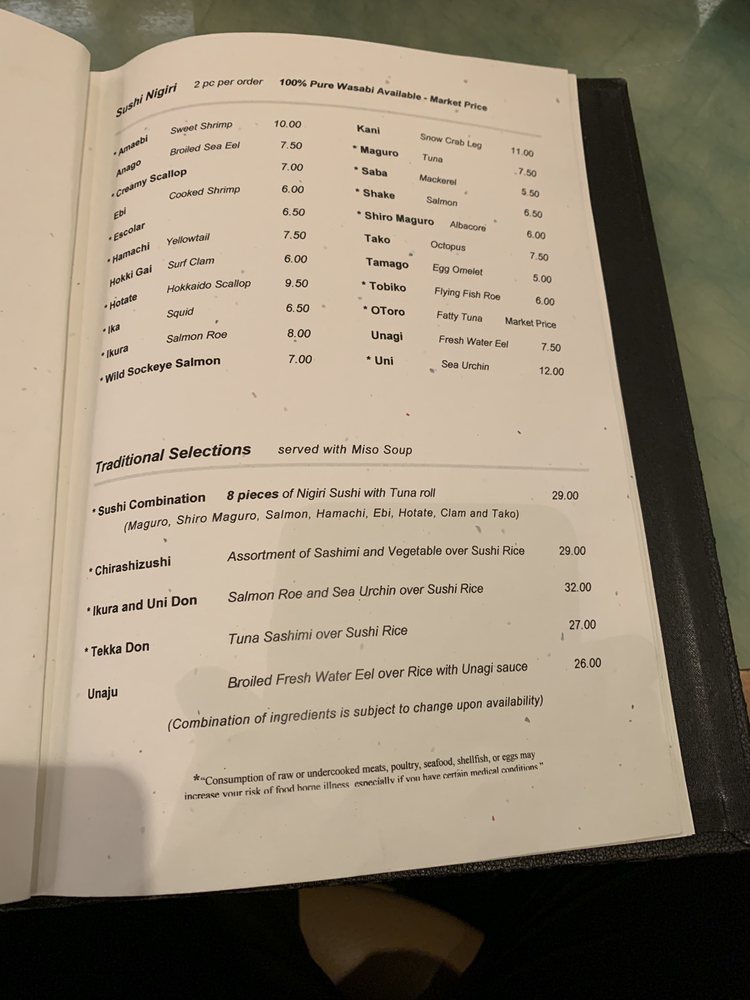 Sushi Nigiri 2 pc per order 100% Pure Wasabi Available - Market Price
* Amaebi Sweet Shrimp 10.00
Anago Broiled Sea Eel 7.50
* Creamy Scallop 7.00
Ebi Cooked Shrimp 6.00
* Escolar 6.50
* Hamachi Yellowtail 7.50
Hokki Gai Surf Clam 6.00
* Hotate Hokkaido Scallop 9.50
* Ika Squid 6.50
* Ikura Salmon Roe 8.00
* Wild Sockeye Salmon 7.00
Kani Snow Crab Leg 11.00
* Maguro Tuna 7.50
* Saba Mackerel 5.50
* Shake Salmon 6.50
* Shiro Maguro Albacore 6.00
Tako Octopus 7.50
Tamago Egg Omelet 5.00
* Tobiko Flying Fish Roe 6.00
* OToro Fatty Tuna Market Price
Unagi Fresh Water Eel 7.50
* Uni Sea Urchin 12.00
Traditional Selections served with Miso Soup
* Sushi Combination 8 pieces of Nigiri Sushi with Tuna roll 29.00
(Maguro, Shiro Maguro, Salmon, Hamachi, Ebi, Hotate, Clam and Tako)
* Chirashizushi Assortment of Sashimi and Vegetable over Sushi Rice 29.00
* Ikura and Uni Don Salmon Roe and Sea Urchin over Sushi Rice 32.00
* Tekka Don Tuna Sashimi over Sushi Rice 27.00
Unaju Broiled Fresh Water Eel over Rice with Unagi sauce 26.00
(Combination of ingredients is subject to change upon availability)
*"Consumption of raw or undercooked meats, poultry, seafood, shellfish, or eggs may
increase your risk of food borne illness, especially if you have certain medical conditions."